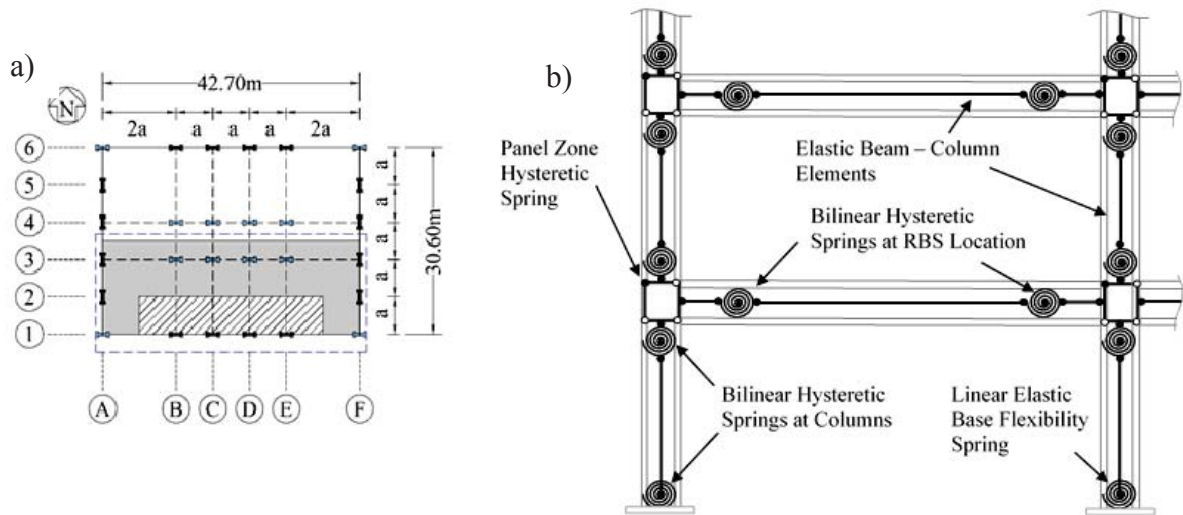 a)
42.70m
N
2a a a a 2a
6
5
4
3
2
1
a
a
a
a
a
30.60m
A B C D E F
b)
Panel Zone
Hysteretic
Spring
Elastic Beam – Column
Elements
Bilinear Hysteretic
Springs at RBS Location
Bilinear Hysteretic
Springs at Columns
Linear Elastic
Base Flexibility
Spring